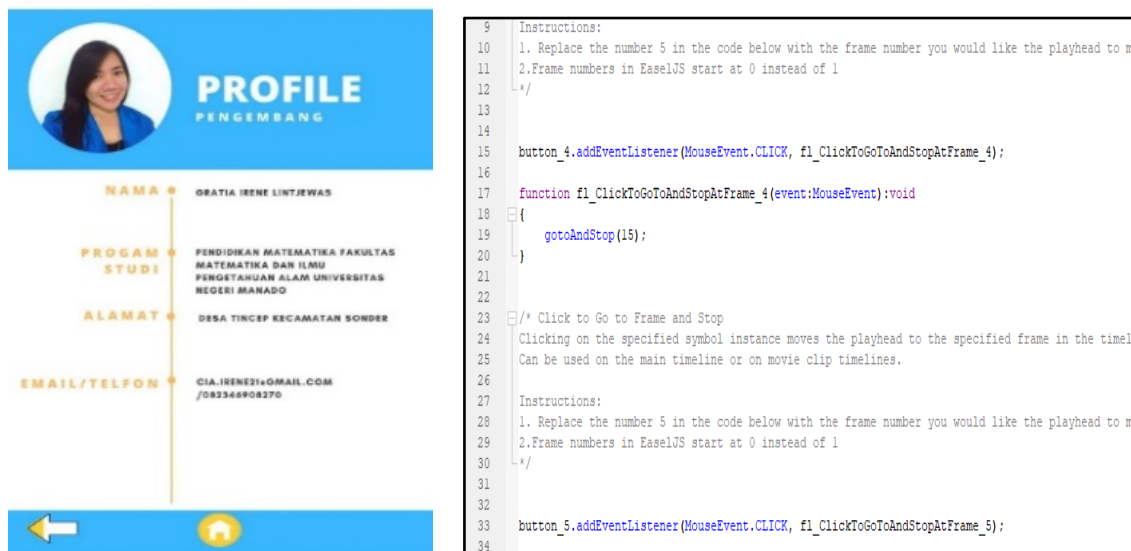 PROFILE
PENGEMBANG
NAMA
GRATIA IRENE LINTJEWAS
PROGAM
STUDI
PENDIDIKAN MATEMATIKA FAKULTAS
MATEMATIKA DAN ILMU
PENGETAHUAN ALAM UNIVERSITAS
NEGERI MANADO
ALAMAT
DESA TINCEP KECAMATAN SONDER
EMAIL/TELFON
CIA.IRENE21@GMAIL.COM
/082346908270
9 Instructions:
10 1. Replace the number 5 in the code below with the frame number you would like the playhead to m
11 2.Frame numbers in EaselJS start at 0 instead of 1
12 */
13
14
15 button_4.addEventListener(MouseEvent.CLICK, fl_ClickToGoToAndStopAtFrame_4);
16
17 function fl_ClickToGoToAndStopAtFrame_4(event:MouseEvent):void
18 {
19 gotoAndStop(15);
20 }
21
22
23 /* Click to Go to Frame and Stop
24 Clicking on the specified symbol instance moves the playhead to the specified frame in the timel
25 Can be used on the main timeline or on movie clip timelines.
26
27 Instructions:
28 1. Replace the number 5 in the code below with the frame number you would like the playhead to m
29 2.Frame numbers in EaselJS start at 0 instead of 1
30 */
31
32
33 button_5.addEventListener(MouseEvent.CLICK, fl_ClickToGoToAndStopAtFrame_5);
34